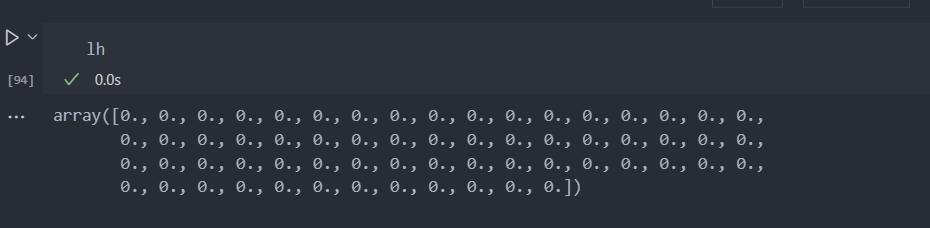 lh
[94]
0.0s
array([0., 0., 0., 0., 0., 0., 0., 0., 0., 0., 0., 0., 0., 0., 0., 0., 0.,
0., 0., 0., 0., 0., 0., 0., 0., 0., 0., 0., 0., 0., 0., 0., 0., 0.,
0., 0., 0., 0., 0., 0., 0., 0., 0., 0., 0., 0., 0., 0., 0., 0., 0.,
0., 0., 0., 0., 0., 0., 0., 0., 0., 0., 0., 0.])